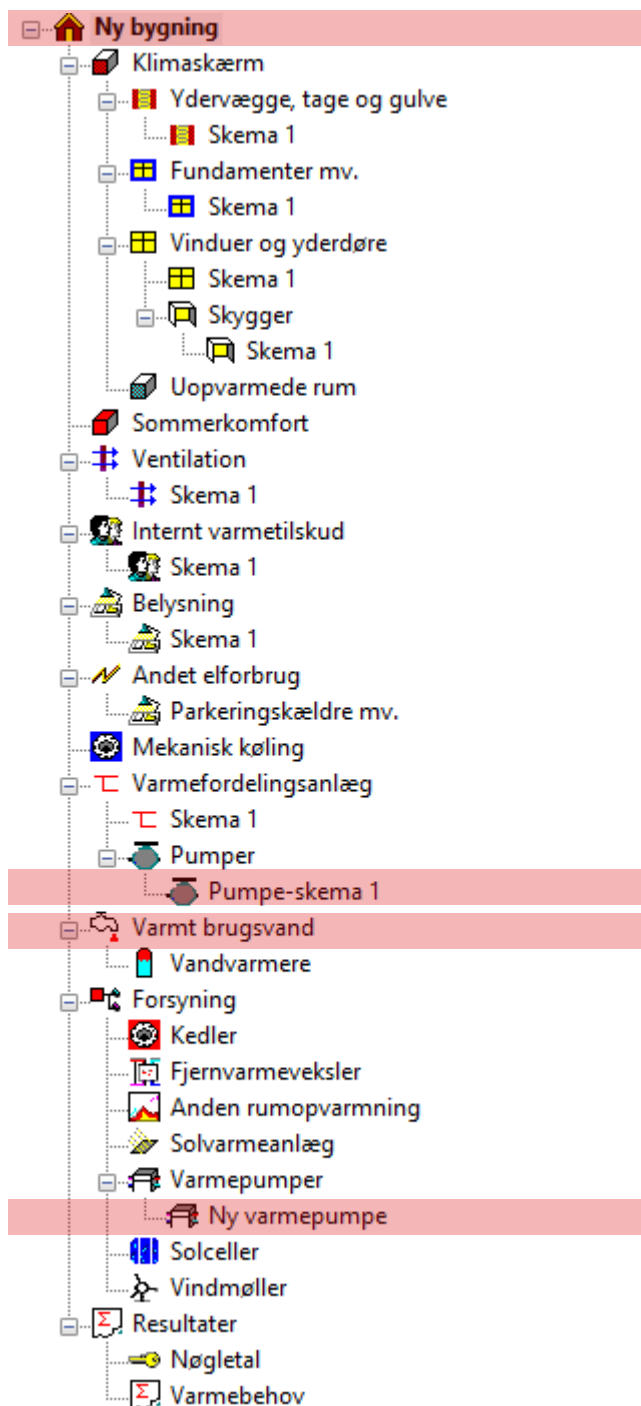 Ny bygning
Klimaskærm
Ydervægge, tage og gulve
Skema 1
Fundamenter mv.
Skema 1
Vinduer og yderdøre
Skema 1
Skygger
Skema 1
Uopvarmede rum
Sommerkomfort
Ventilation
Skema 1
Internt varmetilskud
Skema 1
Belysning
Skema 1
Andet elforbrug
Parkeringskældre mv.
Mekanisk køling
Varmefordelingsanlæg
Skema 1
Pumper
Pumpe-skema 1
Varmt brugsvand
Vandvarmere
Forsyning
Kedler
Fjernvarmeveksler
Anden rumopvarmning
Solvarmeanlæg
Varmepumper
Ny varmepumpe
Solceller
Vindmøller
Resultater
Nøgletal
Varmebehov